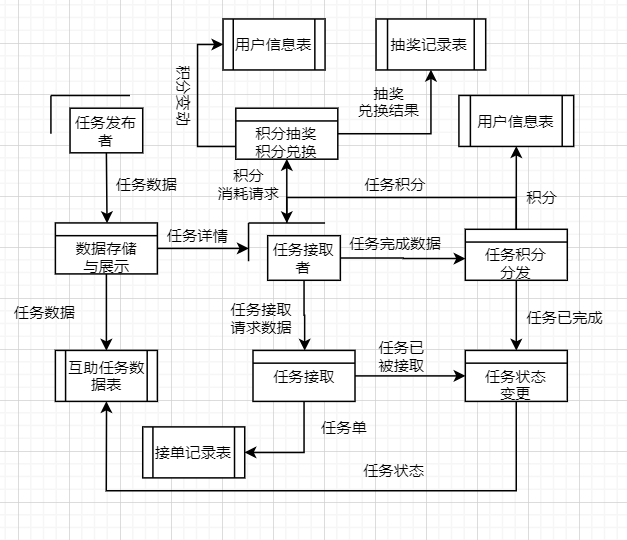 用户信息表
抽奖记录表
积分变动
抽奖
兑换结果
任务发布
者
积分抽奖
积分兑换
用户信息表
任务数据
积分
消耗请求
任务积分
积分
数据存储
与展示
任务详情
任务接取
者
任务完成数据
任务积分
分发
任务数据
任务接取
请求数据
任务已
被接取
任务已完成
互助任务数
据表
任务接取
任务状态
变更
任务单
接单记录表
任务状态